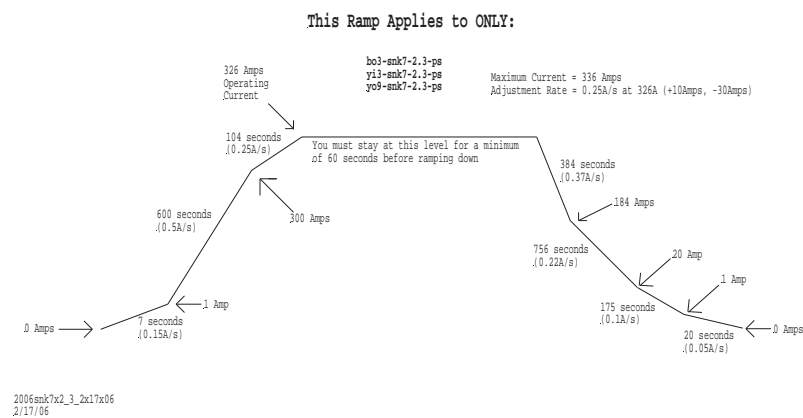 This Ramp Applies to ONLY:
bo3-snk7-2.3-ps
yi3-snk7-2.3-ps
yo9-snk7-2.3-ps
Maximum Current = 336 Amps
Adjustment Rate = 0.25A/s at 326A (+10Amps, -30Amps)
326 Amps
Operating
Current
104 seconds
(0.25A/s)
You must stay at this level for a minimum
of 60 seconds before ramping down
384 seconds
(0.37A/s)
184 Amps
600 seconds
(0.5A/s)
300 Amps
756 seconds
(0.22A/s)
20 Amp
1 Amp
1 Amp
0 Amps
7 seconds
(0.15A/s)
175 seconds
(0.1A/s)
0 Amps
20 seconds
(0.05A/s)
2006snk7x2_3_2x17x06
2/17/06